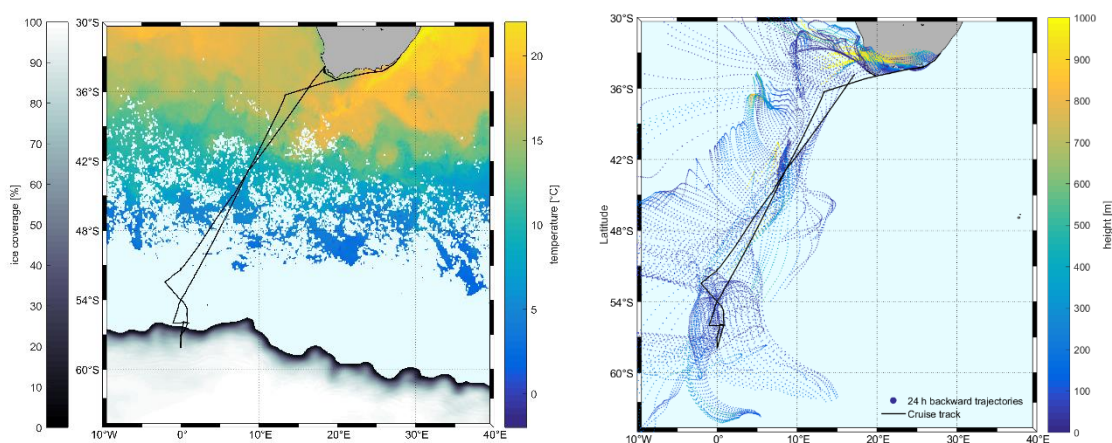 ice coverage [%]
100
90
80
70
60
50
40
30
20
10
0
30°S
36°S
42°S
48°S
54°S
60°S
10°W
0°
10°E
20°E
30°E
40°E
temperature [°C]
20
15
10
5
0
Latitude
30°S
36°S
42°S
48°S
54°S
60°S
24 h backward trajectories
Cruise track
10°W
0°
10°E
20°E
30°E
40°E
height [m]
1000
900
800
700
600
500
400
300
200
100
0